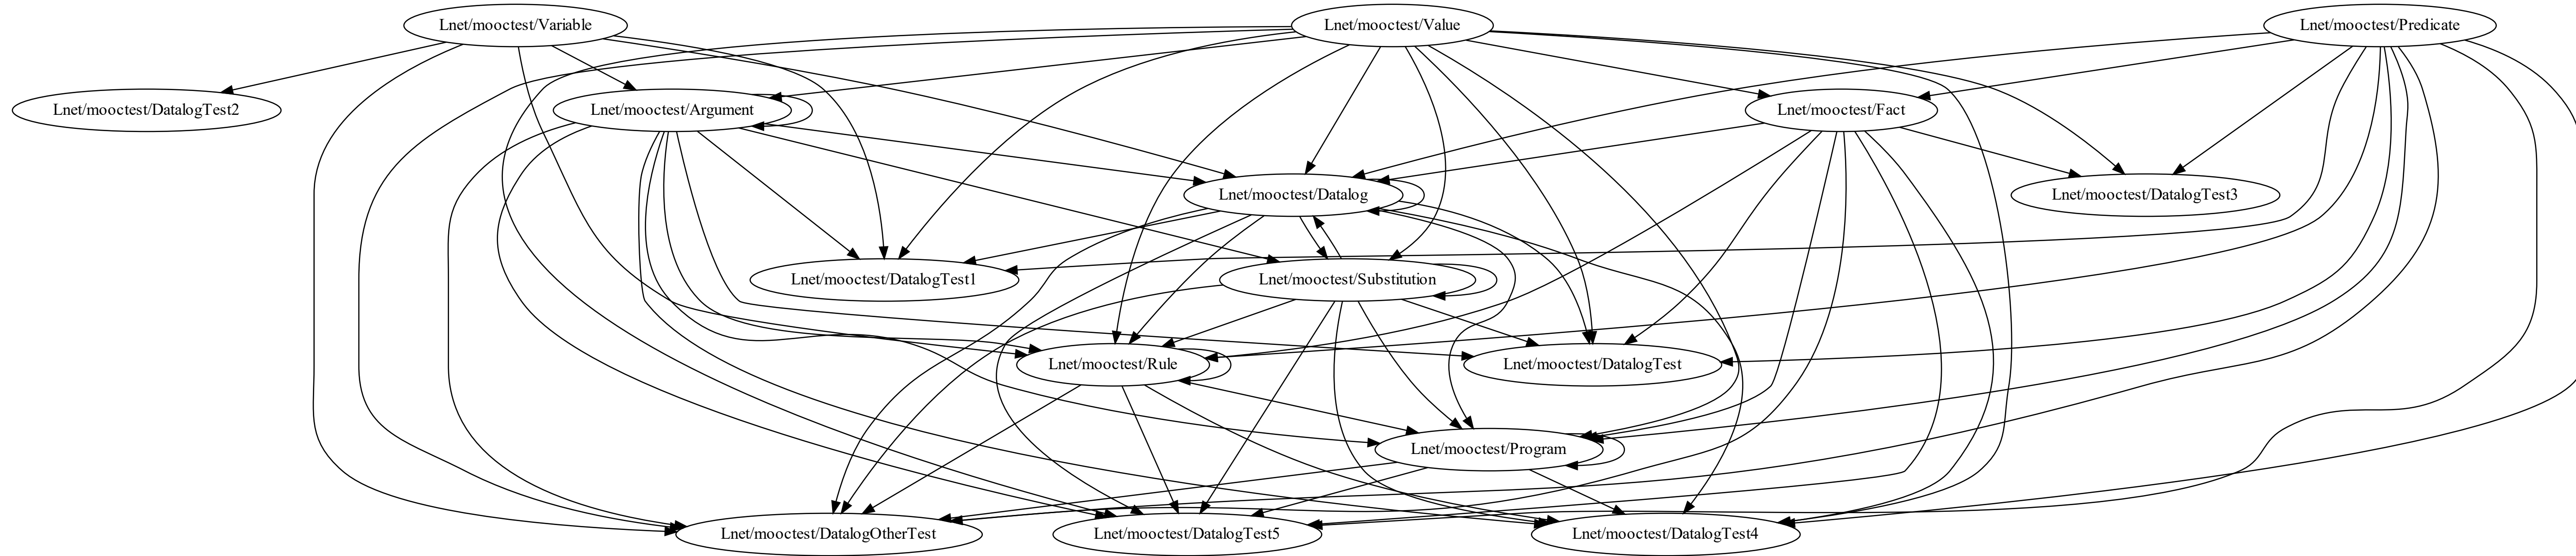 Lnet/mooctest/Variable
Lnet/mooctest/Value
Lnet/mooctest/Predicate
Lnet/mooctest/DatalogTest2
Lnet/mooctest/Argument
Lnet/mooctest/Fact
Lnet/mooctest/Datalog
Lnet/mooctest/DatalogTest3
Lnet/mooctest/DatalogTest1
Lnet/mooctest/Substitution
Lnet/mooctest/Rule
Lnet/mooctest/DatalogTest
Lnet/mooctest/Program
Lnet/mooctest/DatalogOtherTest
Lnet/mooctest/DatalogTest5
Lnet/mooctest/DatalogTest4